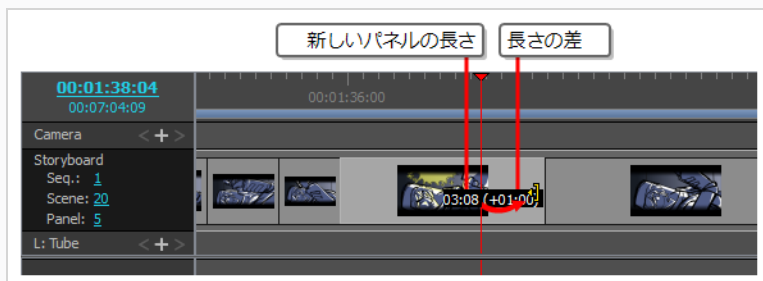 新しいパネルの長さ
長さの差
00:01:38:04
00:07:04:09
00:01:36:00
Camera
Storyboard
Seq.: 1
Scene: 20
Panel: 5
03:08 (+01:00)
L: Tube